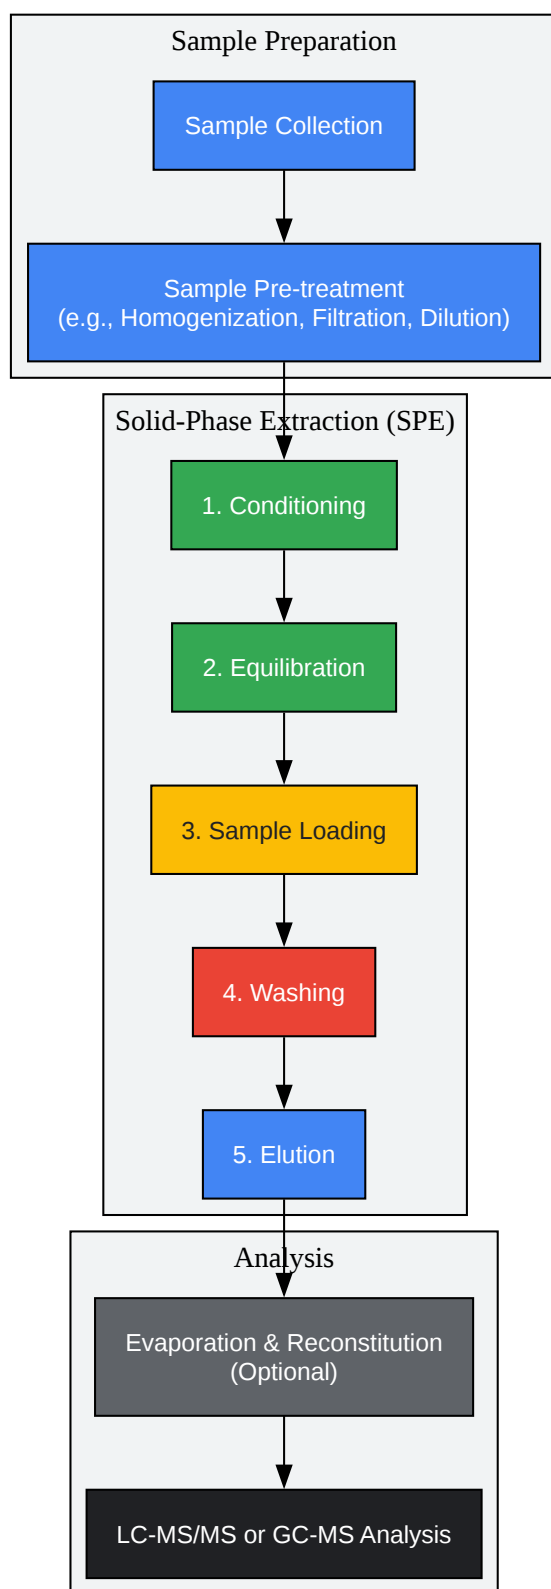 Sample Preparation
Sample Collection
Sample Pre-treatment
(e.g., Homogenization, Filtration, Dilution)
Solid-Phase Extraction (SPE)
1. Conditioning
2. Equilibration
3. Sample Loading
4. Washing
5. Elution
Analysis
Evaporation & Reconstitution
(Optional)
LC-MS/MS or GC-MS Analysis